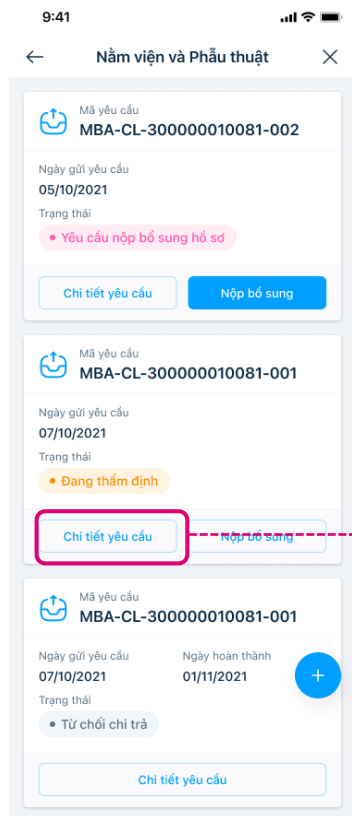 9:41
Nằm viện và Phẫu thuật
Mã yêu cầu
MBA-CL-300000010081-002
Ngày gửi yêu cầu
05/10/2021
Trạng thái
Yêu cầu nộp bổ sung hồ sơ
Chi tiết yêu cầu Nộp bổ sung
Mã yêu cầu
MBA-CL-300000010081-001
Ngày gửi yêu cầu
07/10/2021
Trạng thái
Đang thẩm định
Chi tiết yêu cầu Nộp bổ sung
Mã yêu cầu
MBA-CL-300000010081-001
Ngày gửi yêu cầu Ngày hoàn thành
07/10/2021 01/11/2021
Trạng thái
Từ chối chi trả
Chi tiết yêu cầu